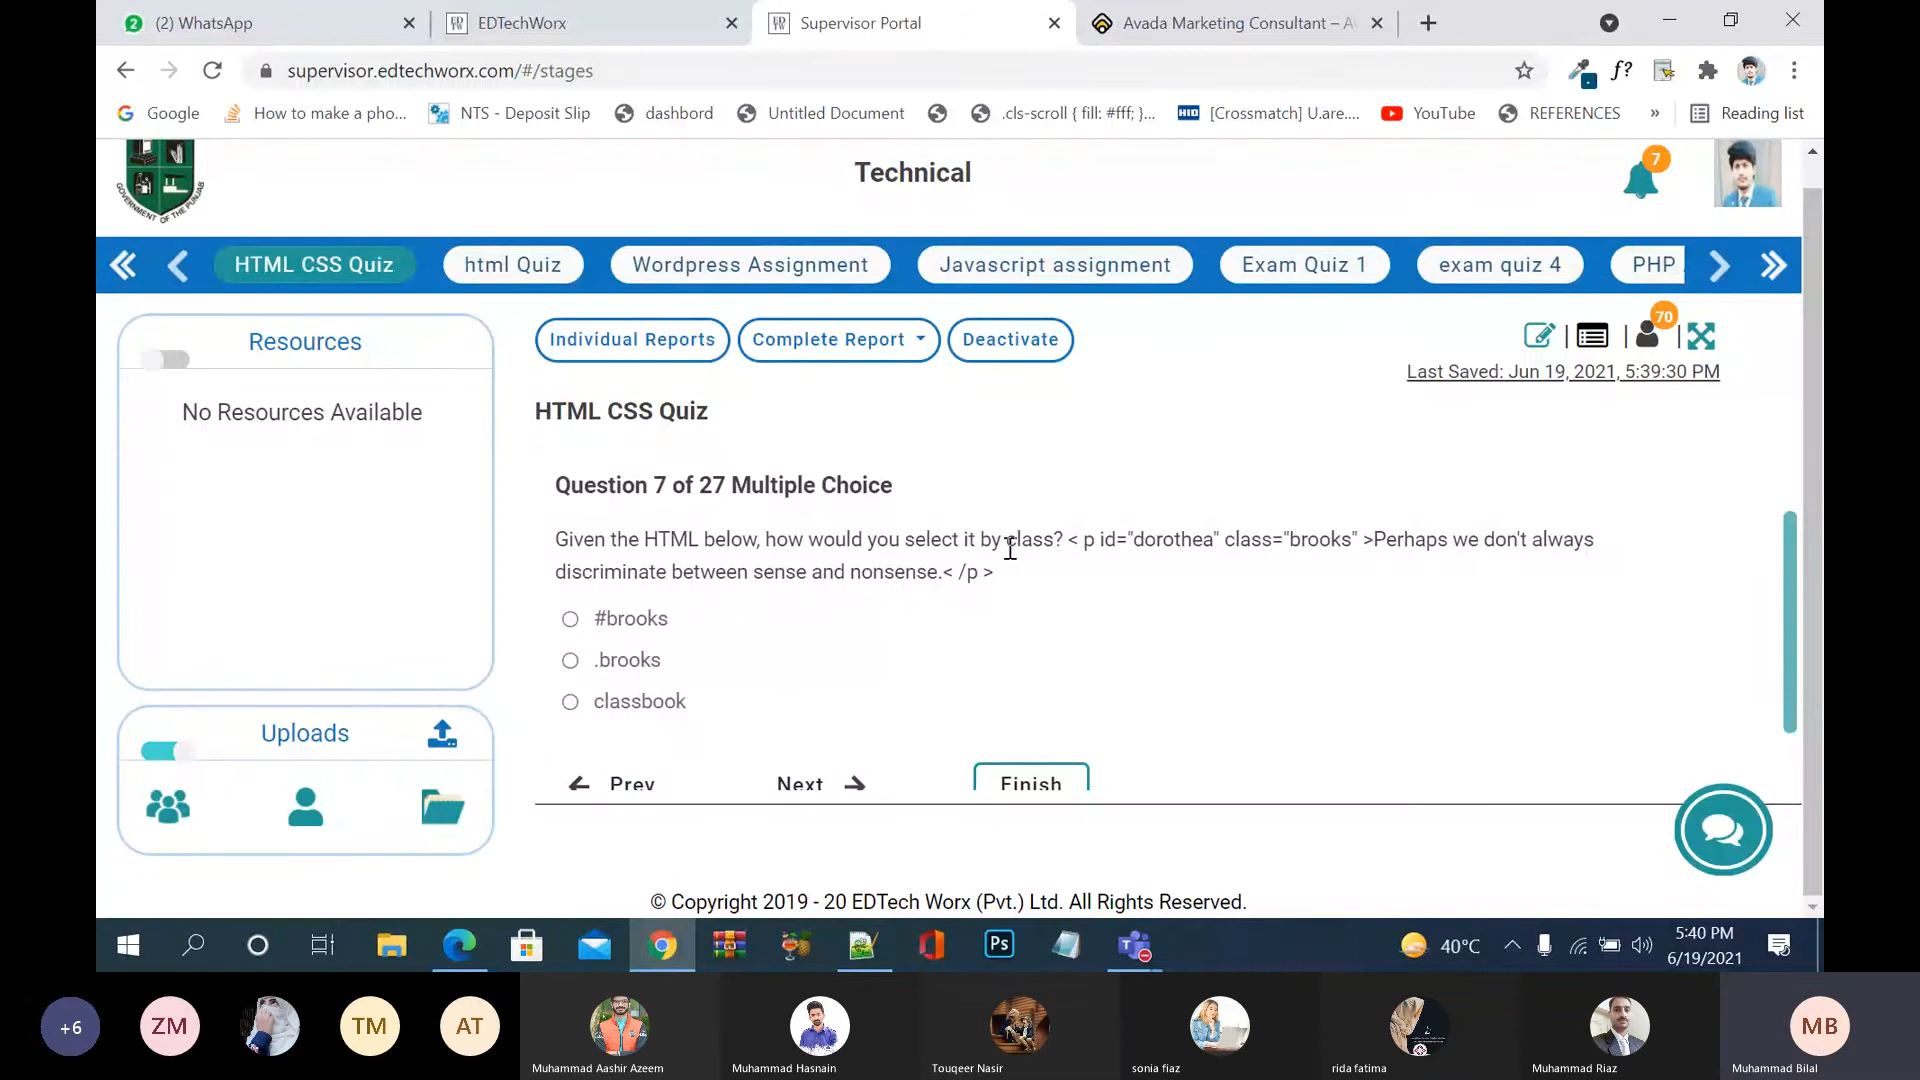 2 (2) WhatsApp
EDTechWorx
Supervisor Portal
Avada Marketing Consultant – A
supervisor.edtechworx.com/#/stages
f?
Google
How to make a pho...
NTS - Deposit Slip
dashbord
Untitled Document
.cls-scroll { fill: #fff; }...
HID [Crossmatch] U.are....
YouTube
REFERENCES
»
Reading list
GOVERNMENT OF THE PUNJAB
Technical
7
HTML CSS Quiz
html Quiz
Wordpress Assignment
Javascript assignment
Exam Quiz 1
exam quiz 4
PHP
Resources
No Resources Available
Uploads
Individual Reports
Complete Report
Deactivate
70
Last Saved: Jun 19, 2021, 5:39:30 PM
HTML CSS Quiz
Question 7 of 27 Multiple Choice
Given the HTML below, how would you select it by class? < p id="dorothea" class="brooks" >Perhaps we don't always
discriminate between sense and nonsense.< /p >
#brooks
.brooks
classbook
Prev
Next
Finish
© Copyright 2019 - 20 EDTech Worx (Pvt.) Ltd. All Rights Reserved.
Ps
40°C
5:40 PM
6/19/2021
+6
ZM
TM
AT
MB
Muhammad Aashir Azeem
Muhammad Hasnain
Touqeer Nasir
sonia fiaz
rida fatima
Muhammad Riaz
Muhammad Bilal